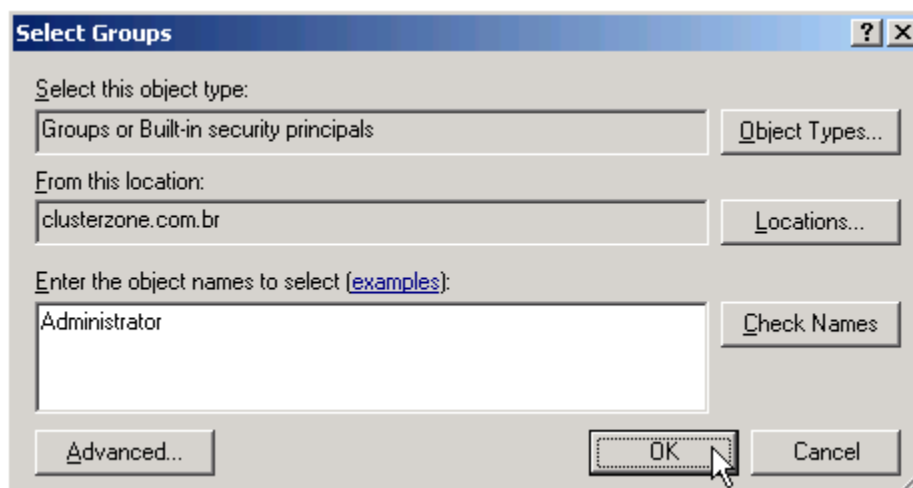 Select Groups
Select this object type:
Groups or Built-in security principals
Object Types...
From this location:
clusterzone.com.br
Locations...
Enter the object names to select (examples):
Administrator
Check Names
Advanced...
OK
Cancel